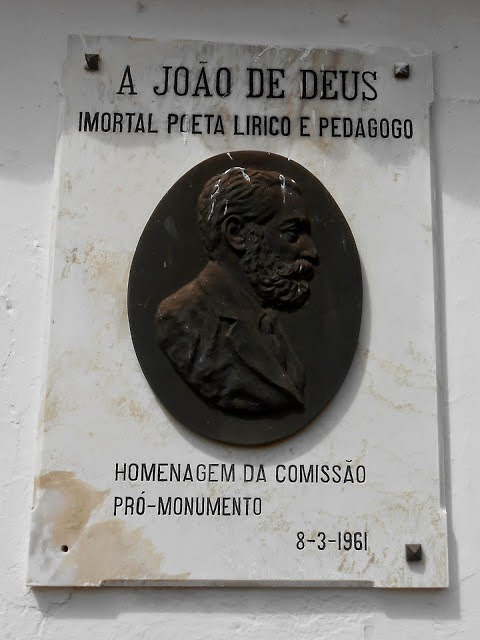 A JOÃO DE DEUS
IMORTAL POETA LIRICO E PEDAGOGO
HOMENAGEM DA COMISSÃO
PRÓ-MONUMENTO
8-3-1961